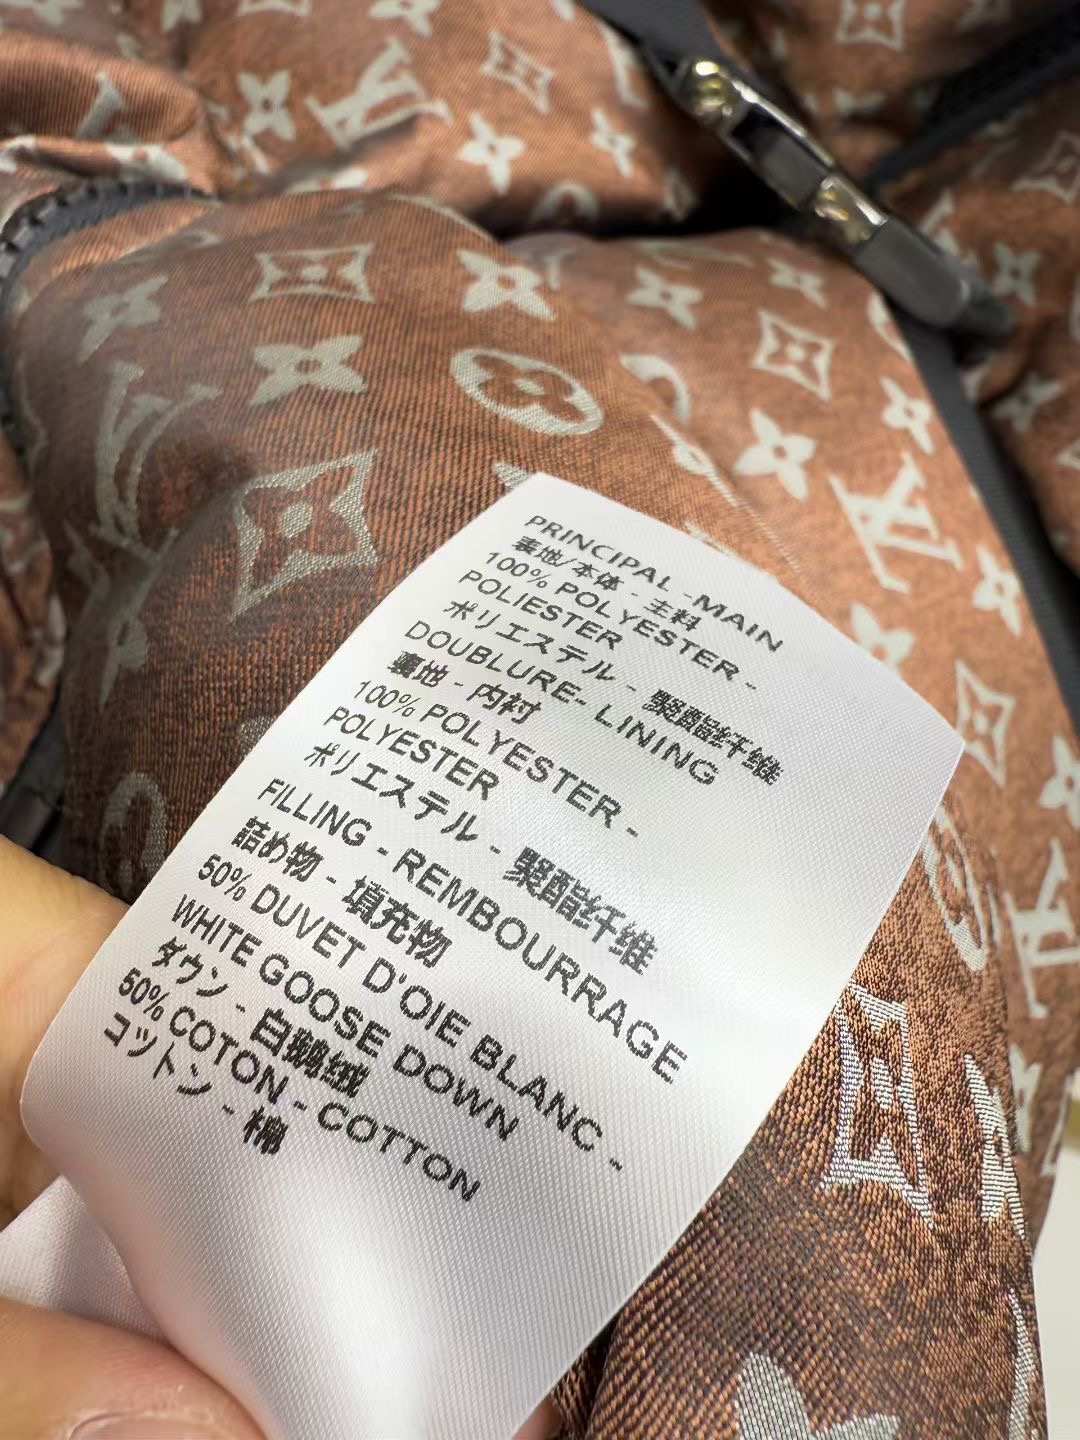 PRINCIPAL -MAIN
裏地/本体 - 主料
100% POLYESTER -
POLIESTER
ポリエステル - 聚酯纤维
DOUBLURE- LINING
裏地 - 内衬
100% POLYESTER -
POLYESTER
ポリエステル - 聚酯纤维
FILLING - REMBOURRAGE
詰め物 - 填充物
50% DUVET D'OIE BLANC -
WHITE GOOSE DOWN
ダウン - 白鹅绒
50% COTON - COTTON
コットン - 棉